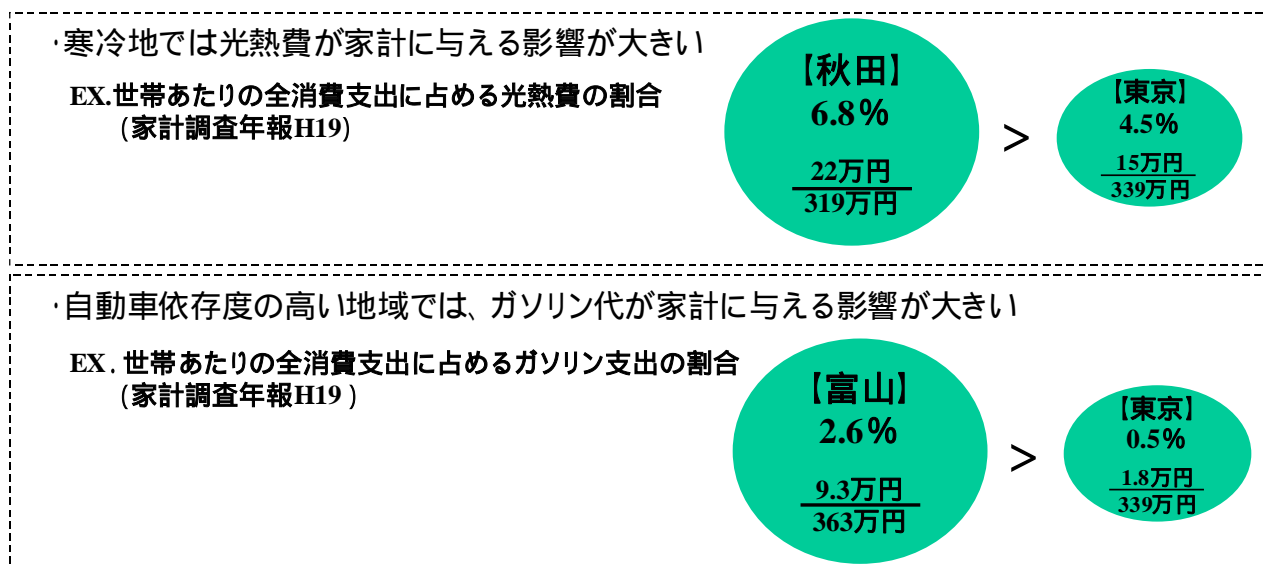 ・寒冷地では光熱費が家計に与える影響が大きい
EX.世帯あたりの全消費支出に占める光熱費の割合
(家計調査年報H19)
【秋田】
6.8%
22万円
319万円
>
【東京】
4.5%
15万円
339万円
・自動車依存度の高い地域では、ガソリン代が家計に与える影響が大きい
EX．世帯あたりの全消費支出に占めるガソリン支出の割合
(家計調査年報H19 )
【富山】
2.6%
9.3万円
363万円
>
【東京】
0.5%
1.8万円
339万円